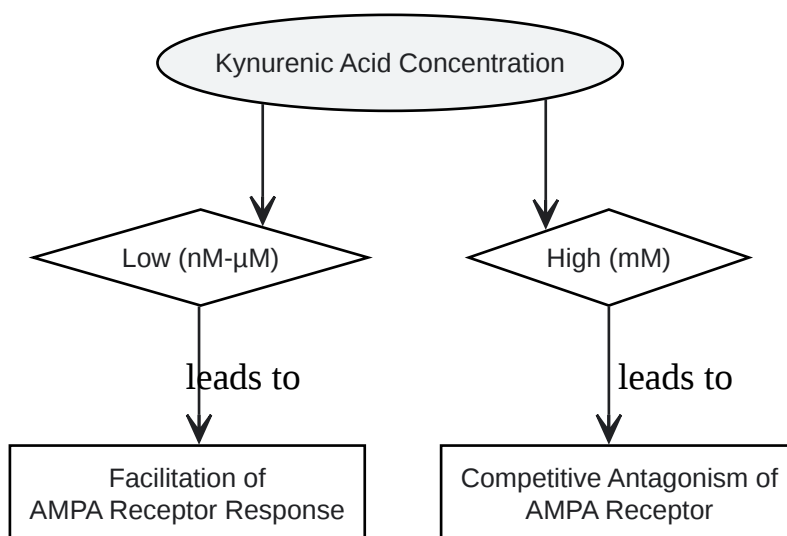 Kynurenic Acid Concentration
Low (nM-µM)
High (mM)
leads to
leads to
Facilitation of
AMPA Receptor Response
Competitive Antagonism of
AMPA Receptor